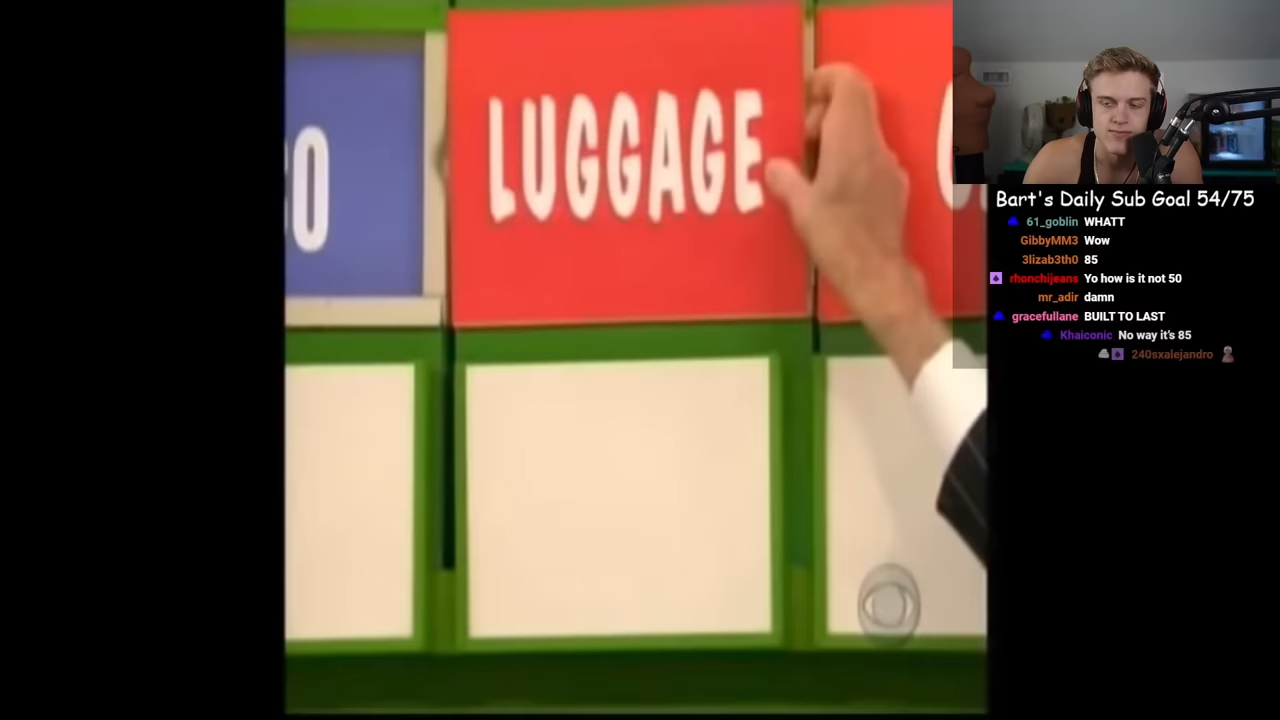 LUGGAGE
Bart's Daily Sub Goal 54/75
61_goblin WHATT
GibbyMM3 Wow
3lizab3th0 85
rhonchijeans Yo how is it not 50
mr_adir damn
gracefullane BUILT TO LAST
Khaiconic No way it's 85
240sxalejandro